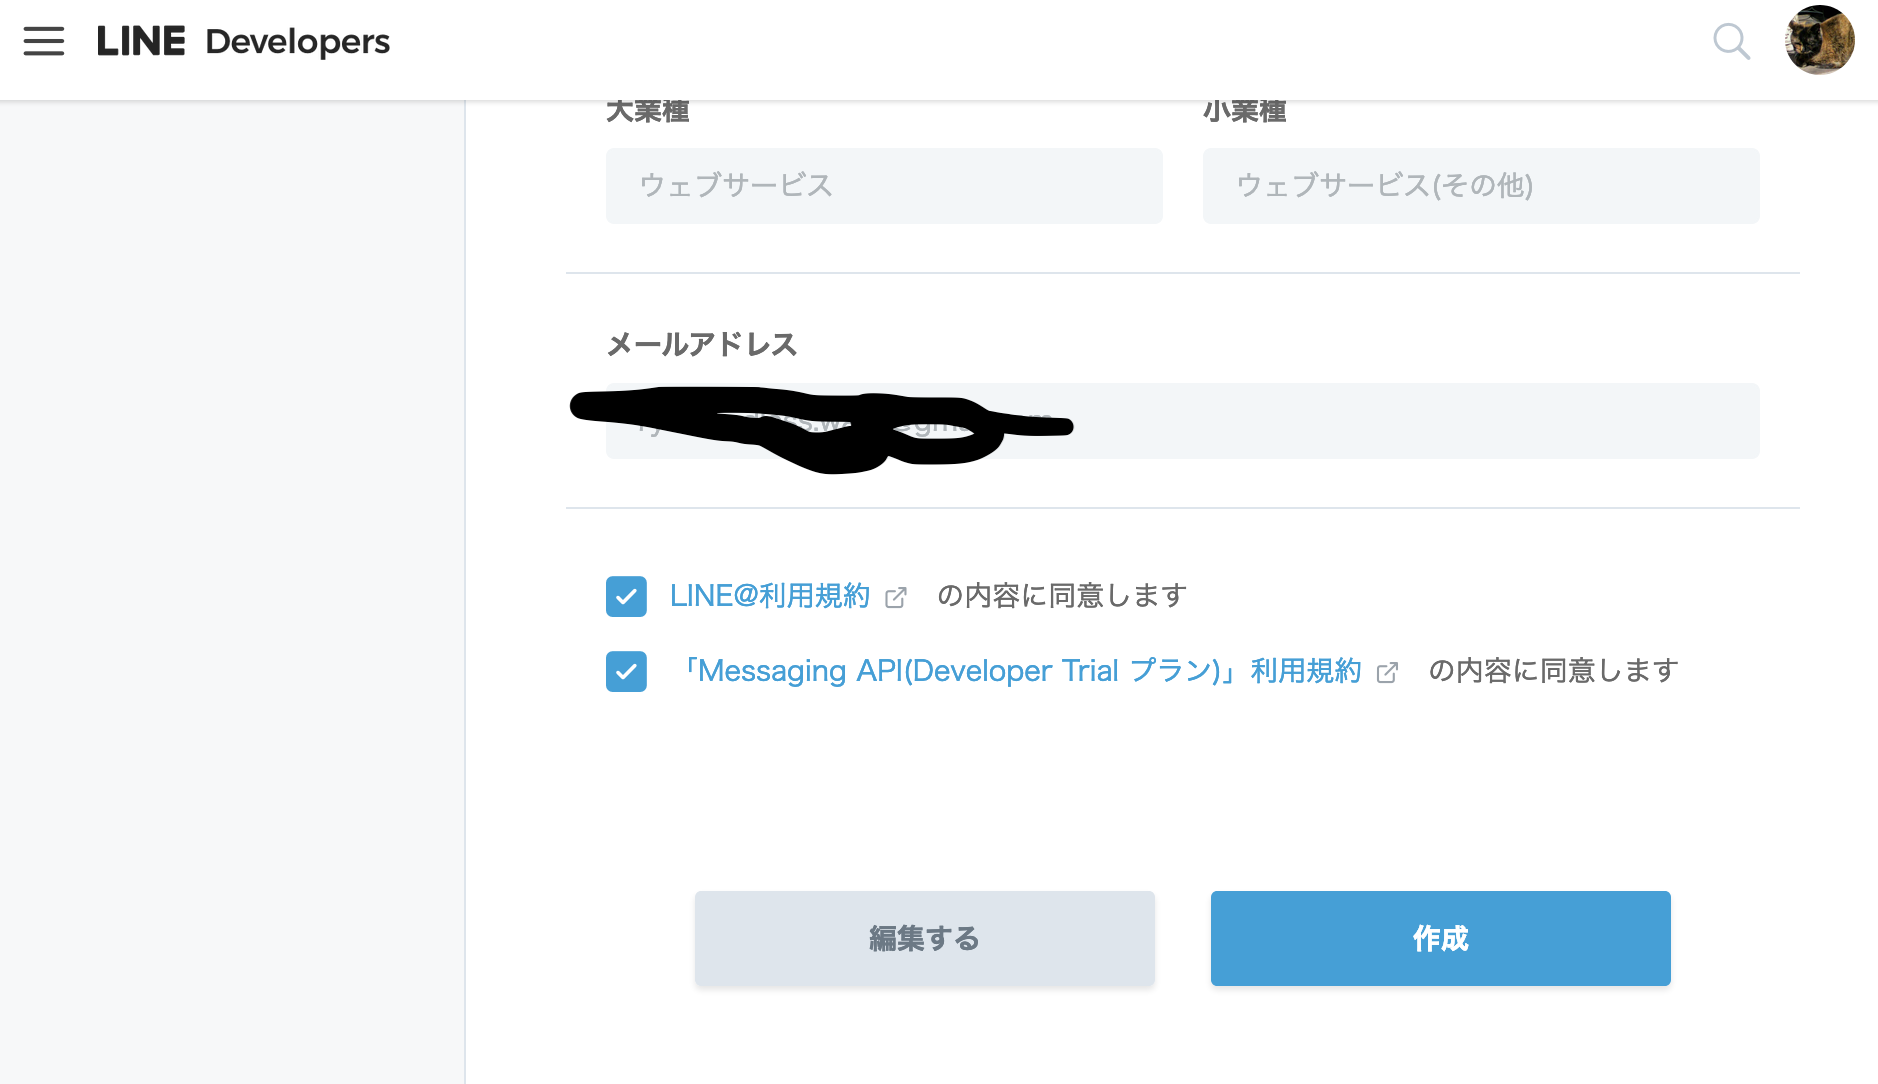 LINE Developers
大業種 小業種
ウェブサービス ウェブサービス(その他)
メールアドレス
LINE@利用規約 の内容に同意します
「Messaging API(Developer Trial プラン)」利用規約 の内容に同意します
編集する 作成